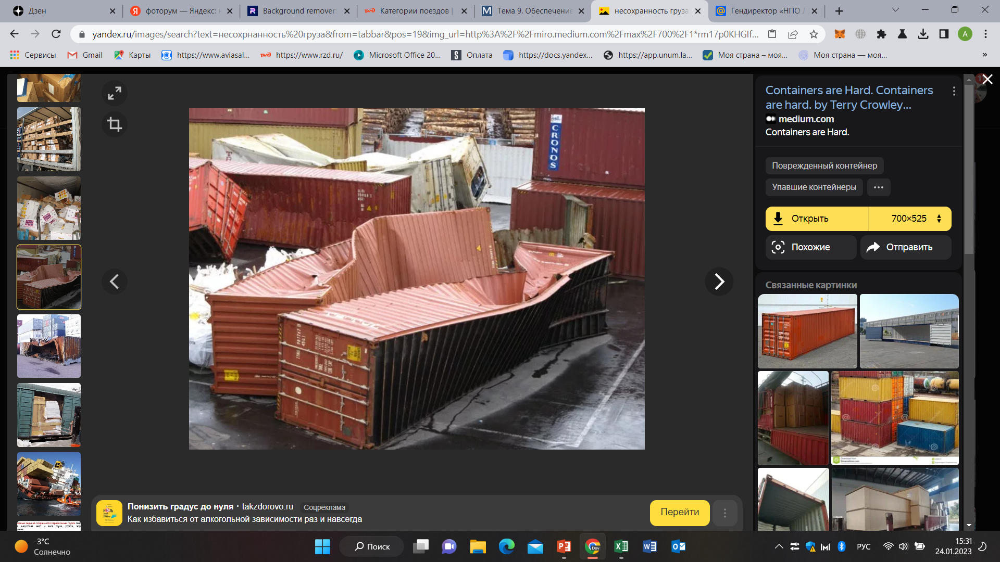 Дзен
фоторум — Яндекс: н
Background remover:
Категории поездов |
Тема 9. Обеспечение
несохранность груза
Гендиректор «НПО Л
yandex.ru/images/search?text=несохрнанность%20груза&from=tabbar&pos=19&img_url=http%3A%2F%2Fmiro.medium.com%2Fmax%2F700%2F1*rm17p0KHGIf...
A
Сервисы
Gmail
Карты
https://www.aviasal...
https://www.rzd.ru/
Microsoft Office 20...
Оплата
https://docs.yandex...
https://app.unum.la...
Моя страна – моя...
Моя страна — моя...
»
CRONOS
Containers are Hard. Containers
are hard. by Terry Crowley...
medium.com
Containers are Hard.
Поврежденный контейнер
Упавшие контейнеры
Открыть
700×525
Похожие
Отправить
Связанные картинки
Понизить градус до нуля · takzdorovo.ru
Соцреклама
Как избавиться от алкогольной зависимости раз и навсегда
Перейти
-3°C
Солнечно
Поиск
РУС
15:31
24.01.2023